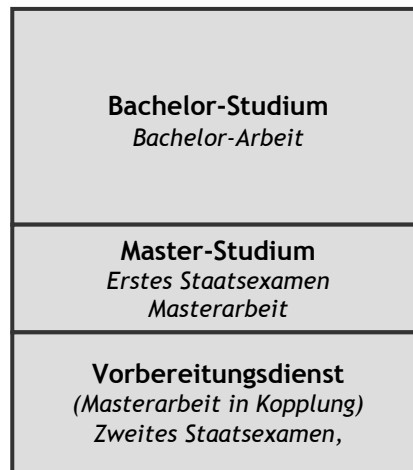 Bachelor-Studium
Bachelor-Arbeit
Master-Studium
Erstes Staatsexamen
Masterarbeit
Vorbereitungsdienst
(Masterarbeit in Kopplung)
Zweites Staatsexamen,